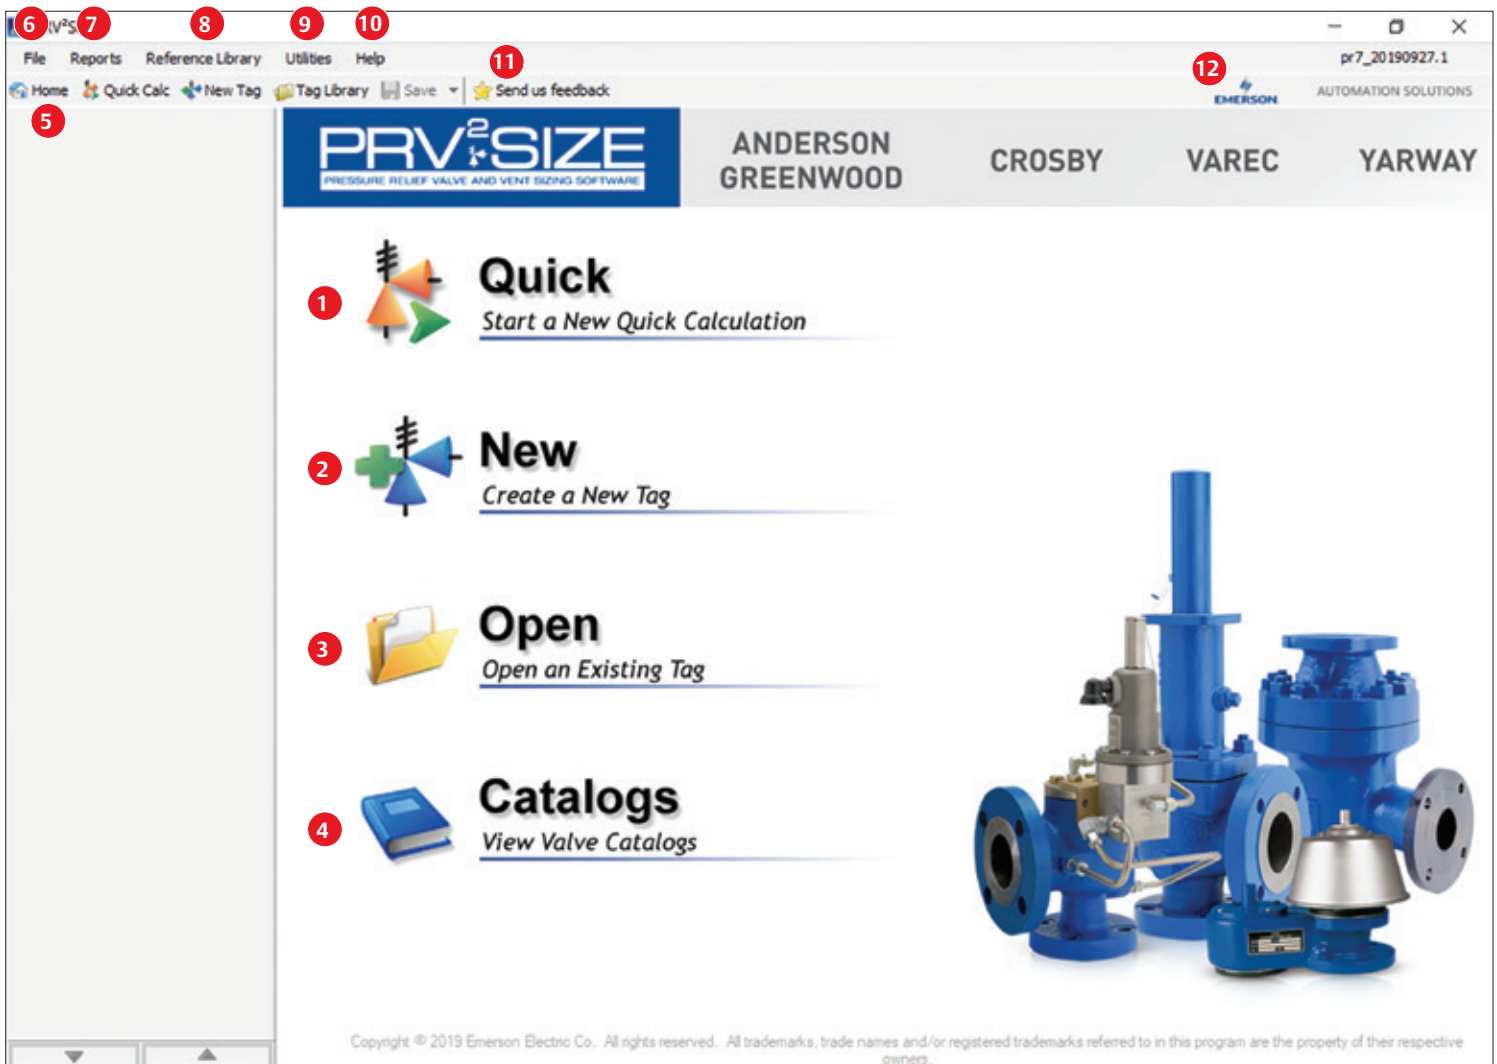 6 7 8 9 10
RV²S
File Reports Reference Library Utilities Help 11 12 pr7_20190927.1
Home Quick Calc New Tag Tag Library Save Send us feedback EMERSON AUTOMATION SOLUTIONS
5
PRV²SIZE
PRESSURE RELIEF VALVE AND VENT SIZING SOFTWARE
ANDERSON
GREENWOOD
CROSBY VAREC YARWAY
1 Quick
Start a New Quick Calculation
2 New
Create a New Tag
3 Open
Open an Existing Tag
4 Catalogs
View Valve Catalogs
Copyright © 2019 Emerson Electric Co. All rights reserved. All trademarks, trade names and/or registered trademarks referred to in this program are the property of their respective
owners.